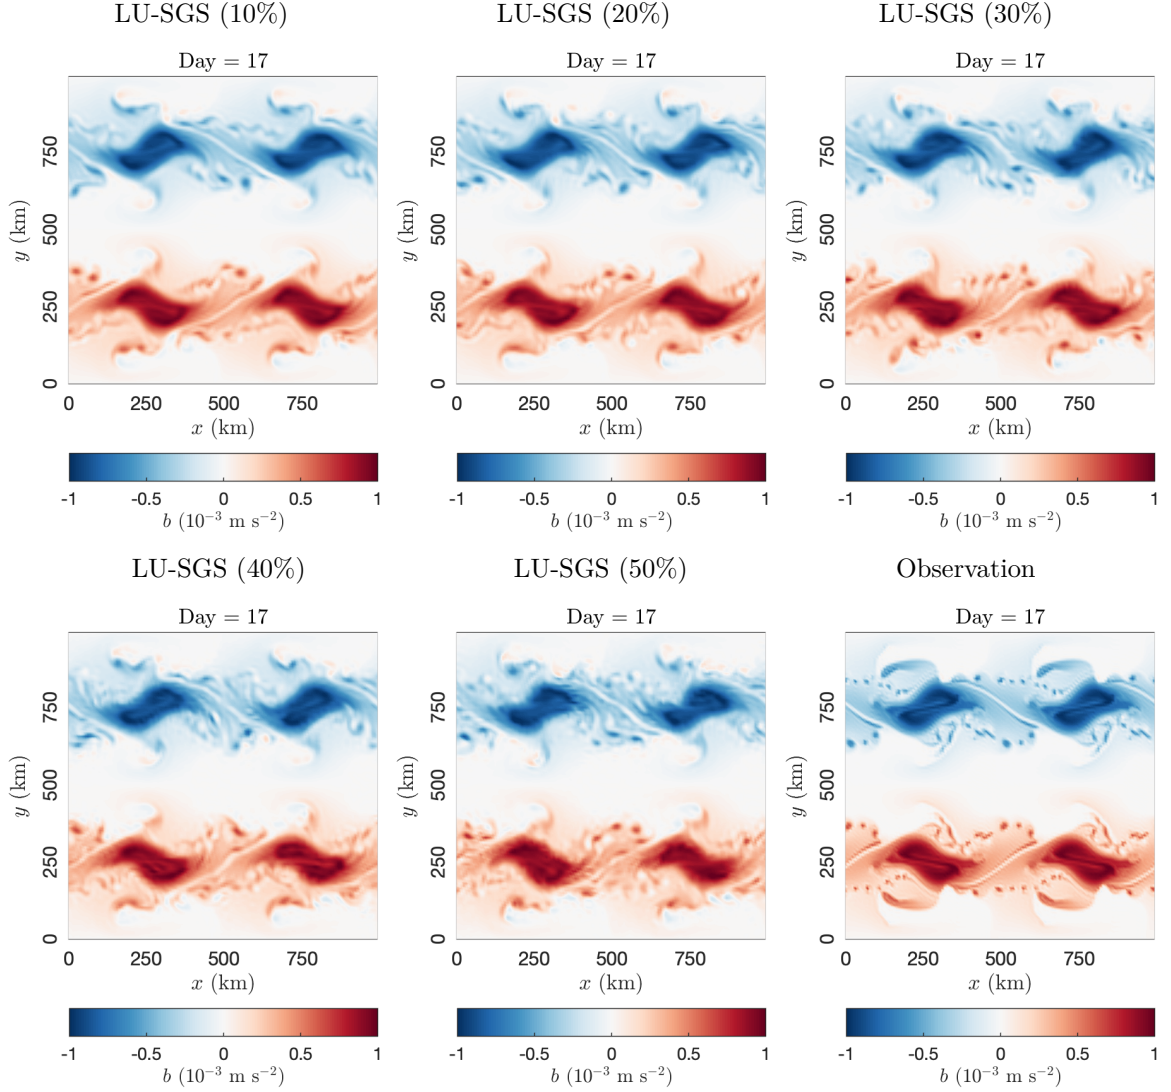 LU-SGS (10%)
LU-SGS (20%)
LU-SGS (30%)
Day = 17
Day = 17
Day = 17
y (km)
750
500
250
0
y (km)
750
500
250
0
y (km)
750
500
250
0
0 250 500 750
0 250 500 750
0 250 500 750
x (km)
x (km)
x (km)
-1 -0.5 0 0.5 1
-1 -0.5 0 0.5 1
-1 -0.5 0 0.5 1
b (10⁻³ m s⁻²)
b (10⁻³ m s⁻²)
b (10⁻³ m s⁻²)
LU-SGS (40%)
LU-SGS (50%)
Observation
Day = 17
Day = 17
Day = 17
y (km)
750
500
250
0
y (km)
750
500
250
0
y (km)
750
500
250
0
0 250 500 750
0 250 500 750
0 250 500 750
x (km)
x (km)
x (km)
-1 -0.5 0 0.5 1
-1 -0.5 0 0.5 1
-1 -0.5 0 0.5 1
b (10⁻³ m s⁻²)
b (10⁻³ m s⁻²)
b (10⁻³ m s⁻²)